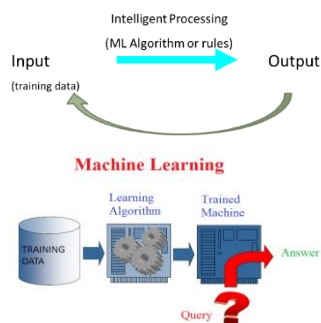 Intelligent Processing
(ML Algorithm or rules)
Input
Output
(training data)
Machine Learning
Learning
Algorithm
Trained
Machine
TRAINING
DATA
Answer
Query
?